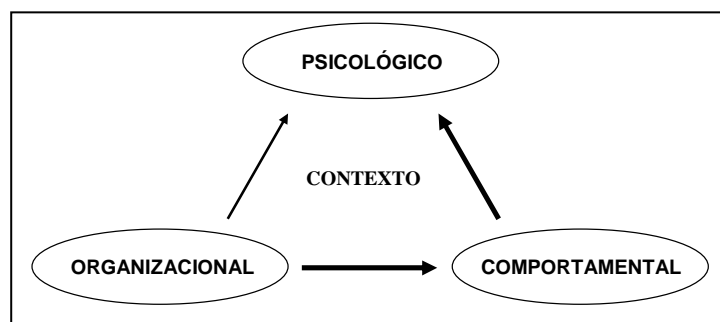 PSICOLÓGICO
CONTEXTO
ORGANIZACIONAL
COMPORTAMENTAL